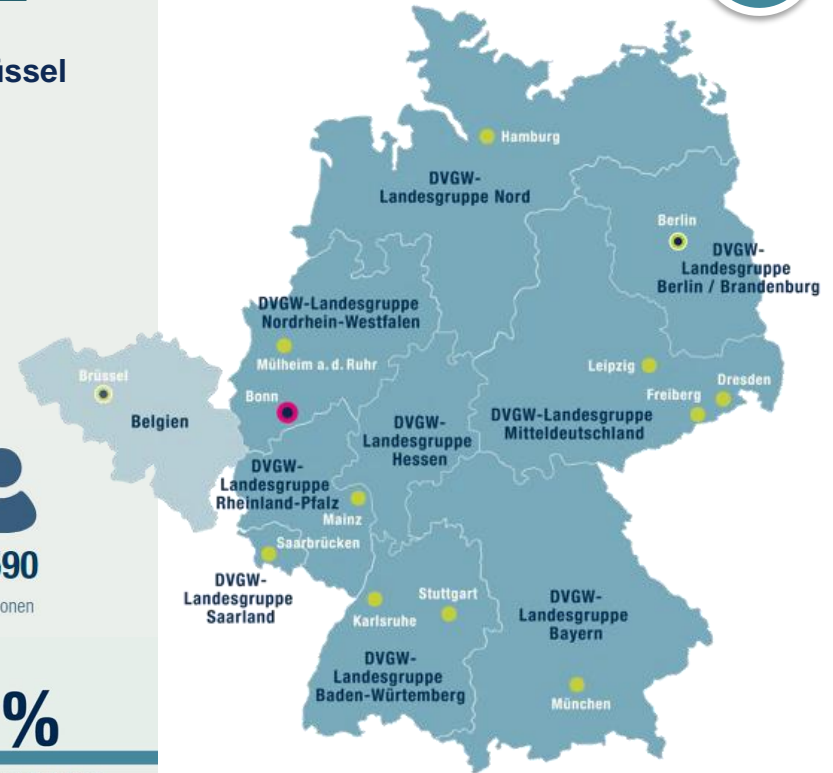 üssel
Hamburg
DVGW-
Landesgruppe Nord
Berlin
DVGW-
Landesgruppe
Berlin / Brandenburg
DVGW-Landesgruppe
Nordrhein-Westfalen
Mülheim a. d. Ruhr
Leipzig
Dresden
Freiberg
Brüssel
Belgien
Bonn
DVGW-
Landesgruppe
Hessen
DVGW-Landesgruppe
Mitteldeutschland
DVGW-
Landesgruppe
Rheinland-Pfalz
Mainz
Saarbrücken
DVGW-
Landesgruppe
Saarland
Karlsruhe
Stuttgart
DVGW-
Landesgruppe
Bayern
DVGW-
Landesgruppe
Baden-Würtemberg
München
90
onen
%